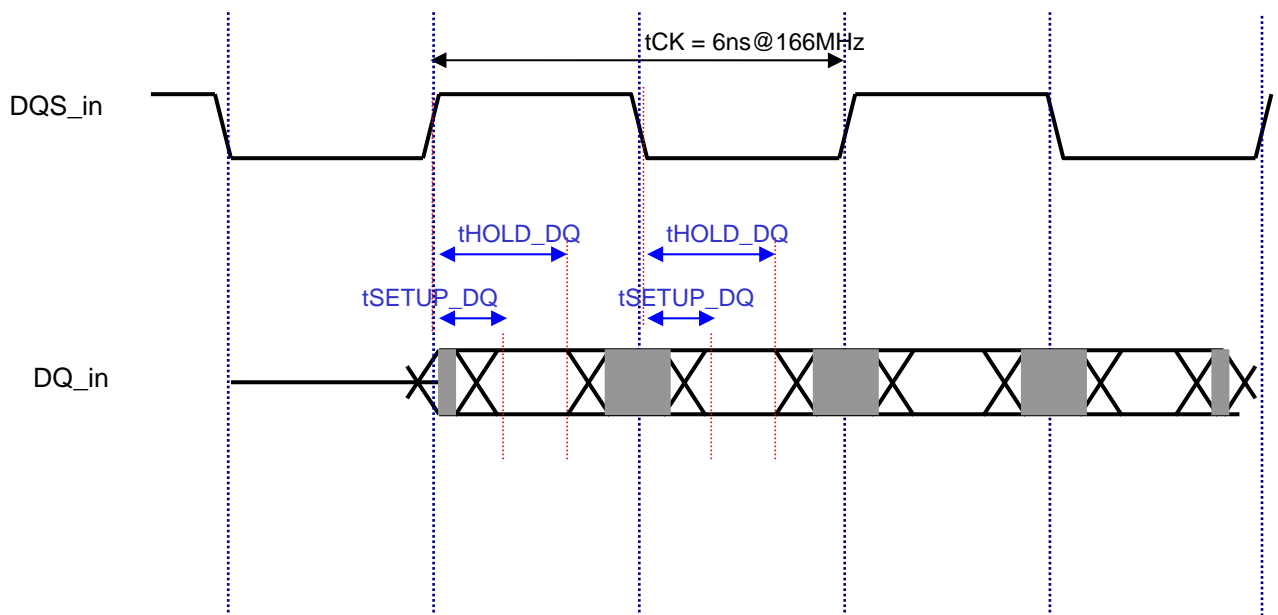 tCK = 6ns@166MHz
DQS_in
tHOLD_DQ tHOLD_DQ
tSETUP_DQ tSETUP_DQ
DQ_in